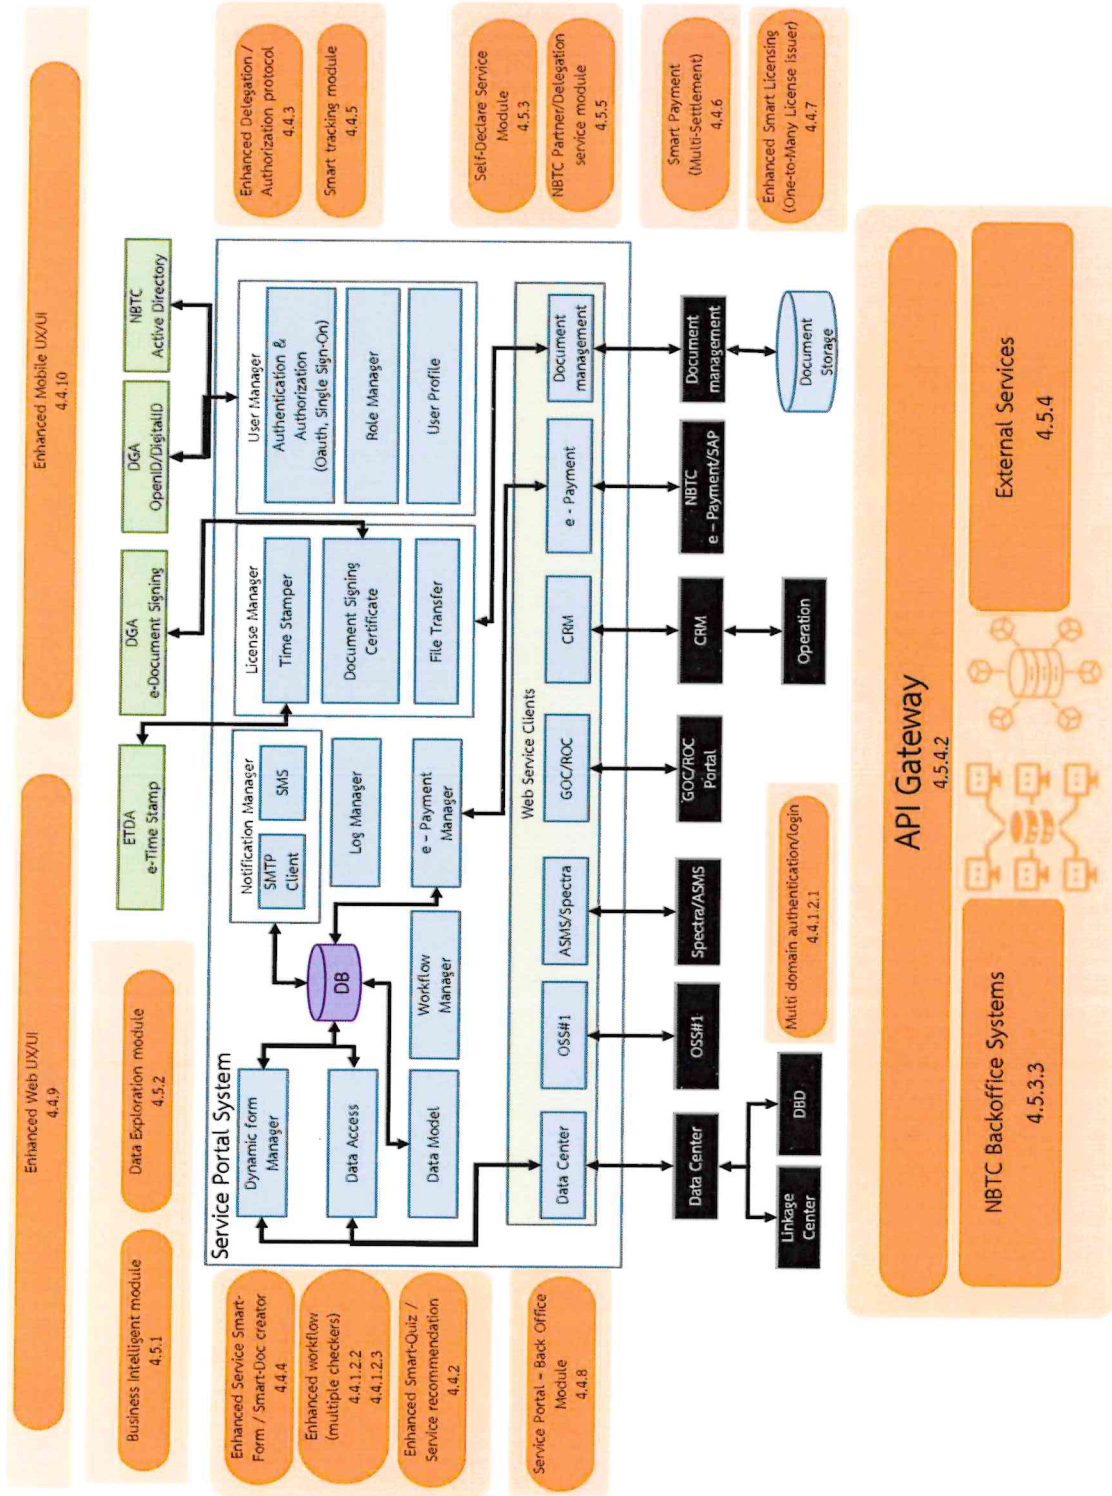 Enhanced Web UX/UI
4.4.9
Enhanced Mobile UX/UI
4.4.10
Business Intelligent module
4.5.1
Data Exploration module
4.5.2
ETDA
e-Time Stamp
DGA
e-Document Signing
DGA
OpenID/DigitalID
NBTC
Active Directory
Enhanced Service Smart-
Form / Smart-Doc creator
4.4.4
Enhanced workflow
(multiple checkers)
4.4.1.2.2
4.4.1.2.3
Enhanced Smart-Quiz /
Service recommendation
4.4.2
Service Portal – Back Office
Module
4.4.8
Service Portal System
Dynamic form
Manager
Data Access
Data Model
DB
Workflow
Manager
Notification Manager
SMTP
Client
SMS
Log Manager
e - Payment
Manager
License Manager
Time Stamper
Document Signing
Certificate
File Transfer
User Manager
Authentication &
Authorization
(Oauth, Single Sign-On)
Role Manager
User Profile
Web Service Clients
Data Center
OSS#1
ASMS/Spectra
GOC/ROC
CRM
e - Payment
Document
management
Enhanced Delegation /
Authorization protocol
4.4.3
Smart tracking module
4.4.5
Self-Declare Service
Module
4.5.3
NBTC Partner/Delegation
service module
4.5.5
Smart Payment
(Multi-Settlement)
4.4.6
Enhanced Smart Licensing
(One-to-Many License issuer)
4.4.7
Data Center
OSS#1
Spectra/ASMS
GOC/ROC
Portal
CRM
NBTC
e – Payment/SAP
Document
management
Linkage
Center
DBD
Multi domain authentication/login
4.4.1.2.1
Operation
Document
Storage
API Gateway
4.5.4.2
NBTC Backoffice Systems
4.5.3.3
External Services
4.5.4